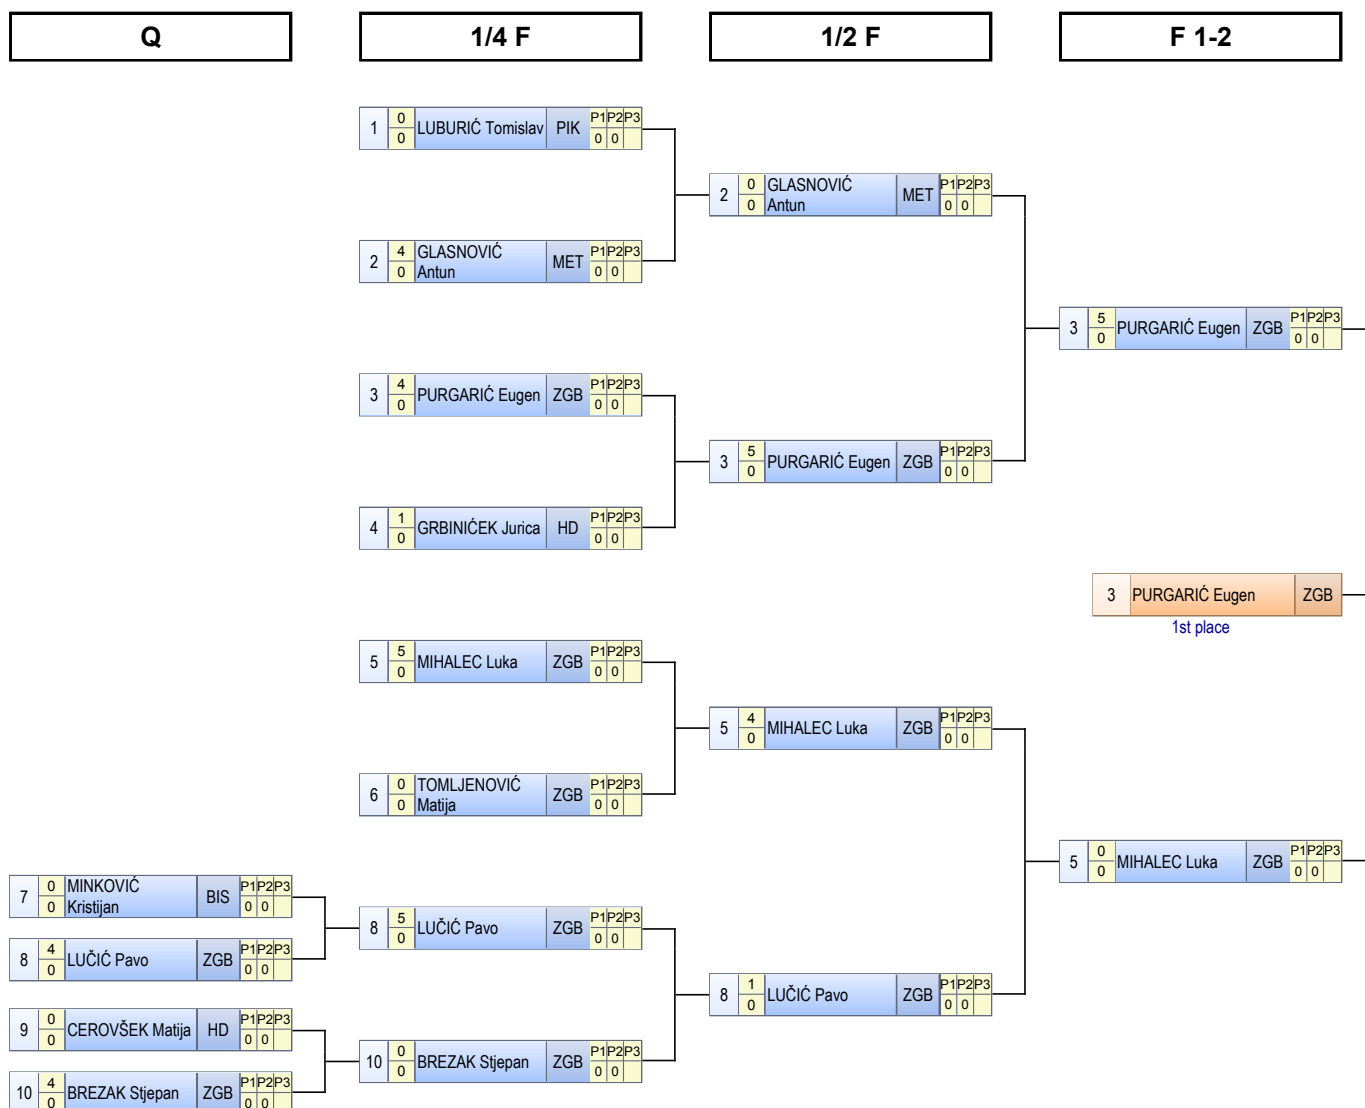 Q 1/4 F 1/2 F F 1-2
1 0 0 LUBURIĆ Tomislav PIK P1 P2 P3 0 0
2 0 0 GLASNOVIĆ Antun MET P1 P2 P3 0 0
2 4 0 GLASNOVIĆ Antun MET P1 P2 P3 0 0
3 5 0 PURGARIĆ Eugen ZGB P1 P2 P3 0 0
3 4 0 PURGARIĆ Eugen ZGB P1 P2 P3 0 0
3 5 0 PURGARIĆ Eugen ZGB P1 P2 P3 0 0
4 1 0 GRBINIĆEK Jurica HD P1 P2 P3 0 0
3 PURGARIĆ Eugen ZGB
1st place
5 5 0 MIHALEC Luka ZGB P1 P2 P3 0 0
5 4 0 MIHALEC Luka ZGB P1 P2 P3 0 0
6 0 0 TOMLJENOVIĆ Matija ZGB P1 P2 P3 0 0
5 0 0 MIHALEC Luka ZGB P1 P2 P3 0 0
7 0 0 MINKOVIĆ Kristijan BIS P1 P2 P3 0 0
8 5 0 LUČIĆ Pavo ZGB P1 P2 P3 0 0
8 4 0 LUČIĆ Pavo ZGB P1 P2 P3 0 0
8 1 0 LUČIĆ Pavo ZGB P1 P2 P3 0 0
9 0 0 CEROVŠEK Matija HD P1 P2 P3 0 0
10 0 0 BREZAK Stjepan ZGB P1 P2 P3 0 0
10 4 0 BREZAK Stjepan ZGB P1 P2 P3 0 0